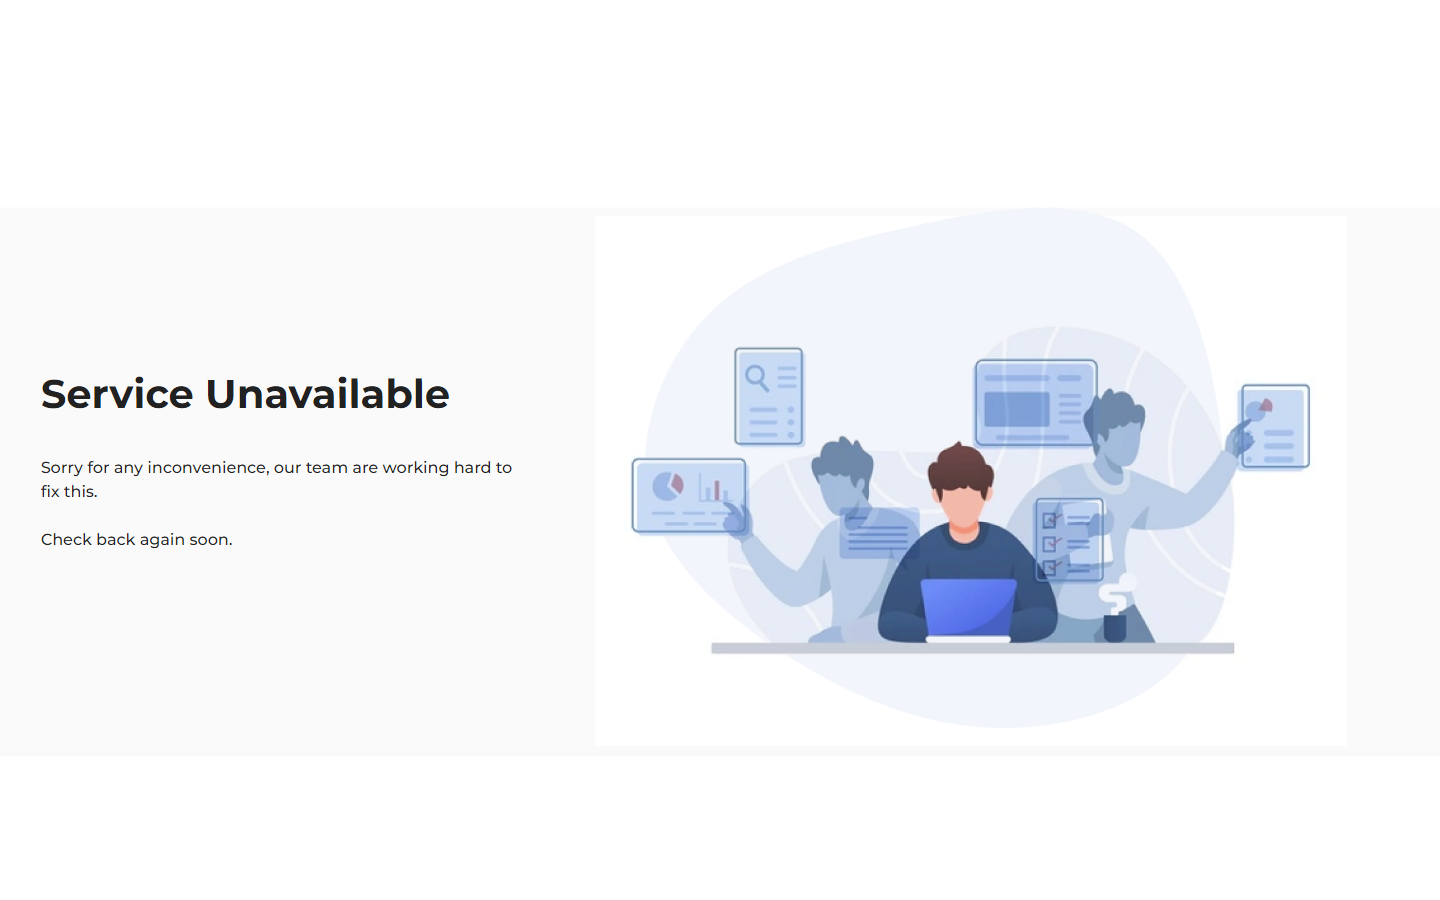 Service Unavailable
Sorry for any inconvenience, our team are working hard to
fix this.
Check back again soon.